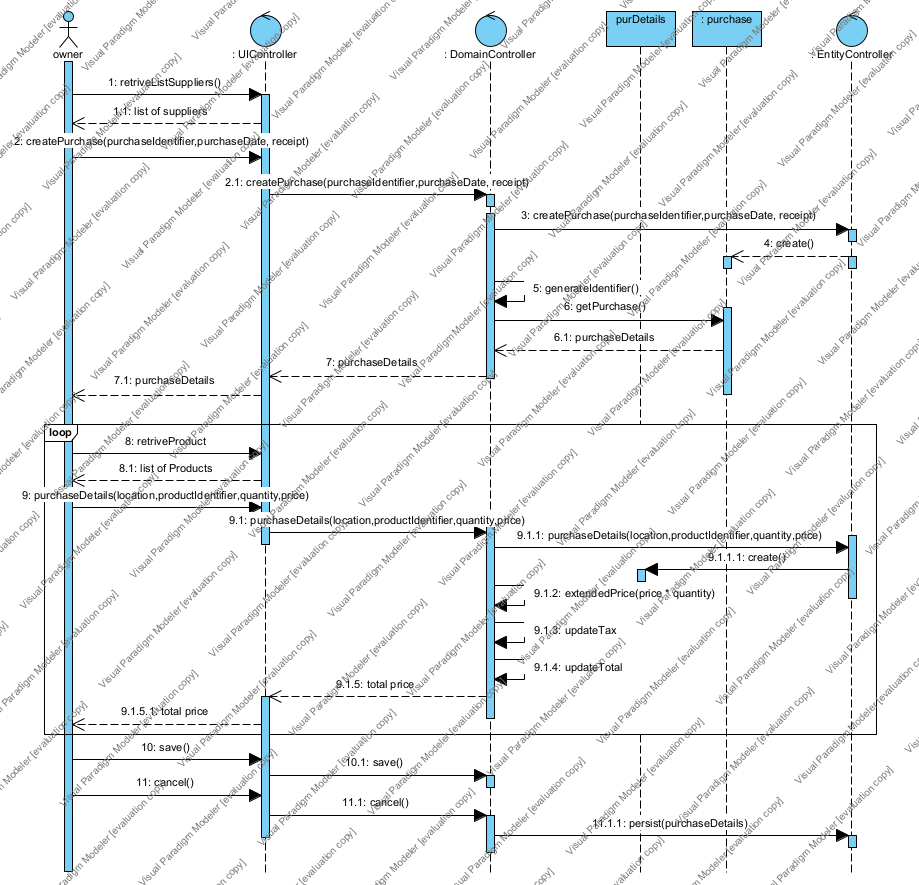 purDetails
: purchase
owner
: UIController
: DomainController
: EntityController
1: retriveListSuppliers()
1.1: list of suppliers
2: createPurchase(purchaseIdentifier,purchaseDate, receipt)
2.1: createPurchase(purchaseIdentifier,purchaseDate, receipt)
3: createPurchase(purchaseIdentifier,purchaseDate, receipt)
4: create()
5: generateIdentifier()
6: getPurchase()
6.1: purchaseDetails
7: purchaseDetails
7.1: purchaseDetails
loop
8: retriveProduct
8.1: list of Products
9: purchaseDetails(location,productIdentifier,quantity,price)
9.1: purchaseDetails(location,productIdentifier,quantity,price)
9.1.1: purchaseDetails(location,productIdentifier,quantity,price)
9.1.1.1: create()
9.1.2: extendedPrice(price * quantity)
9.1.3: updateTax
9.1.4: updateTotal
9.1.5: total price
9.1.5.1: total price
10: save()
10.1: save()
11: cancel()
11.1: cancel()
11.1.1: persist(purchaseDetails)
Visual Paradigm Modeler [evaluation copy]